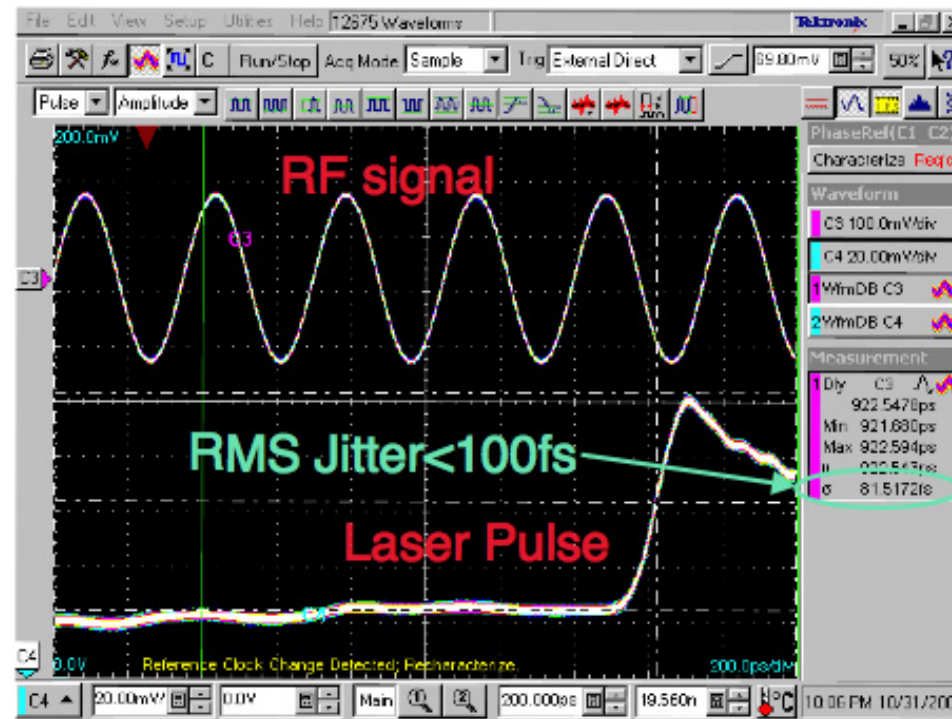 File Edit View Setup Utilities Help 12675 Waveforms Tektronix
C Run/Stop Acq Mode Sample Trig External Direct 69.80mV 50%
Pulse Amplitude
200.0mV
RF signal
C3
C3
RMS Jitter<100fs
Laser Pulse
C4
0.0V Reference Clock Change Detected; Recharacterize. 200.0ps/div
PhaseRef(C1 C2)
Characterize
Waveform
C3 100.0mV/div
C4 20.00mV/div
1 WfmDB C3
2 WfmDB C4
Measurement
1 Dly C3
922.5478ps
Min 921.680ps
Max 922.594ps
µ
σ 81.5172fs
C4 20.00mV/ 0.0V Main 200.000ps 19.560n °C 10:06 PM 10/31/20